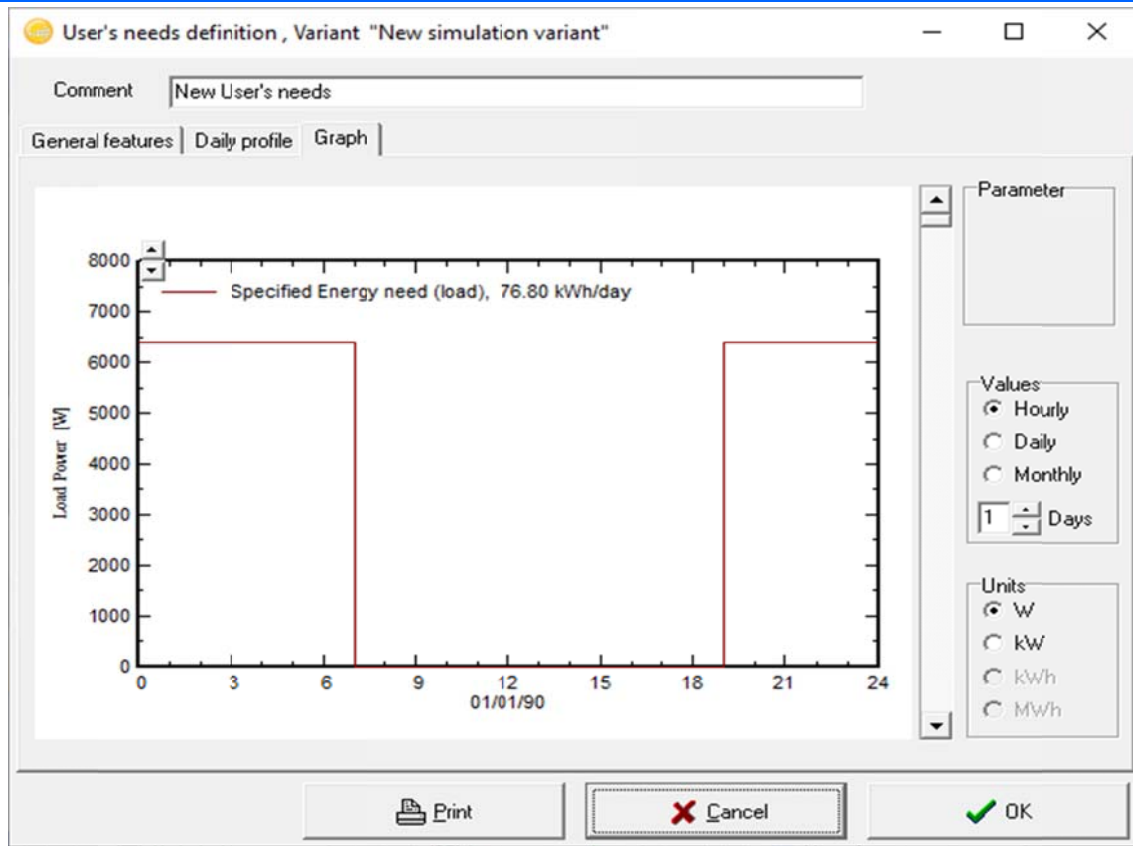 User's needs definition , Variant "New simulation variant"
Comment New User's needs
General features Daily profile Graph
Parameter
8000
Specified Energy need (load), 76.80 kWh/day
7000
6000
5000
4000
3000
2000
1000
0
Load Power [W]
0 3 6 9 12 15 18 21 24
01/01/90
Values
Hourly
Daily
Monthly
1 Days
Units
W
kW
kWh
MWh
Print Cancel OK